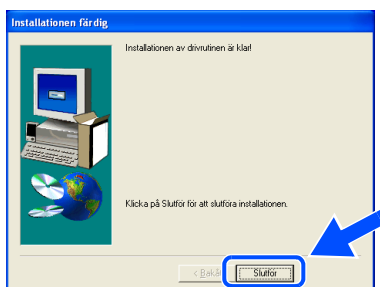 Installationen färdig
Installationen av drivrutinen är klar!
Klicka på Slutför för att slutföra installationen.
< Bakåt
Slutför